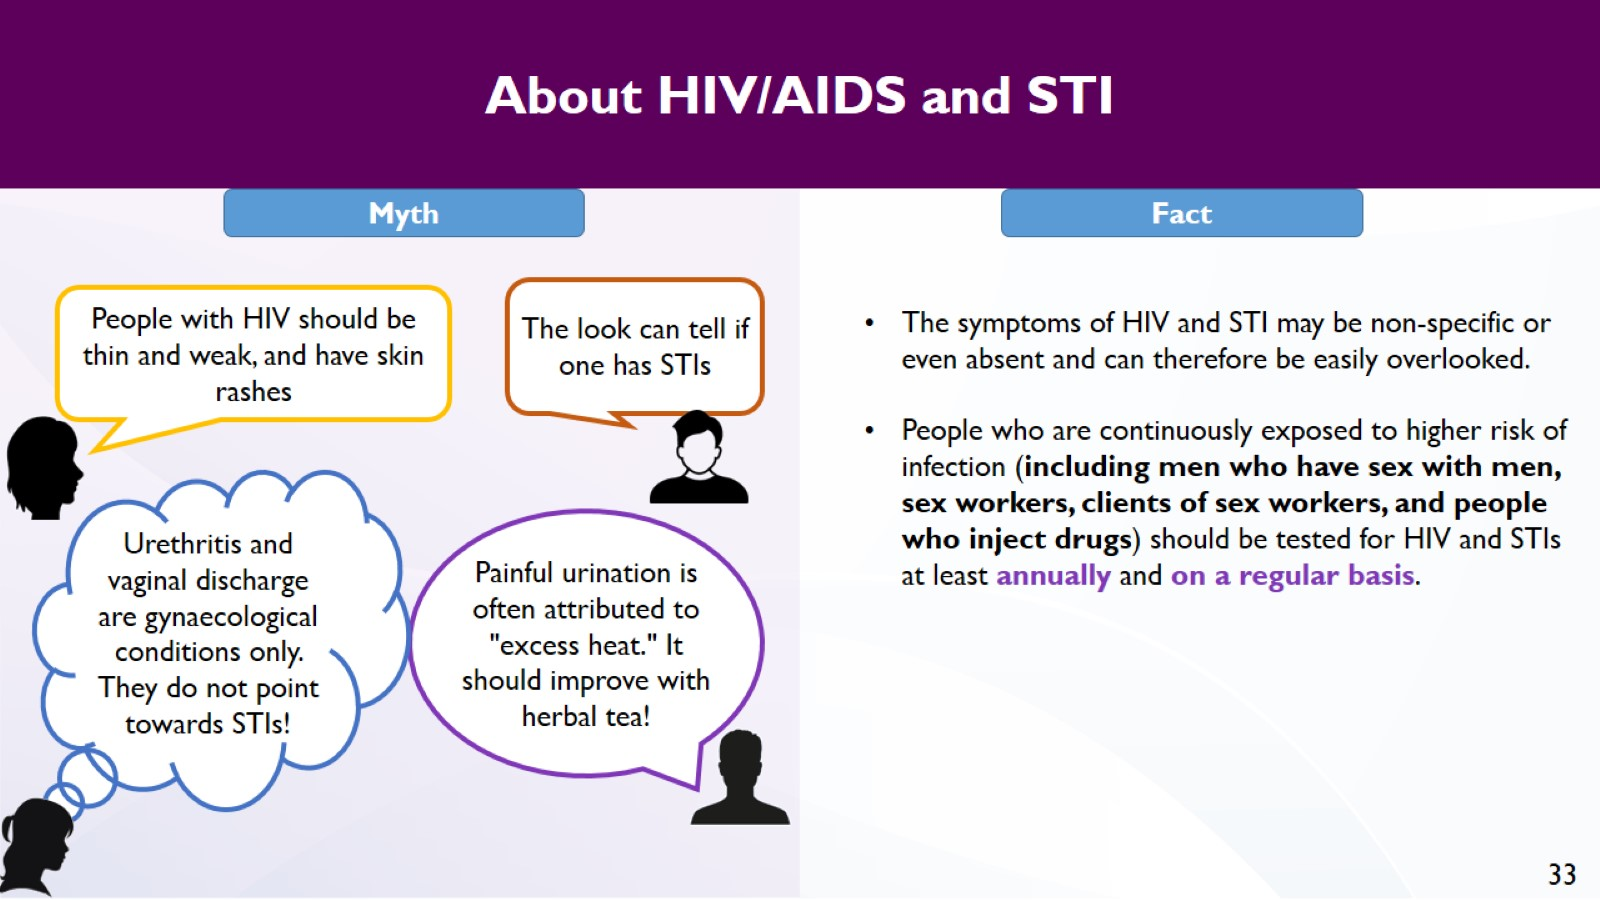 About HIV/AIDS and STI
Myth
People with HIV should be
thin and weak, and have skin
rashes
The look can tell if
one has STIs
Urethritis and
vaginal discharge
are gynaecological
conditions only.
They do not point
towards STIs!
Painful urination is
often attributed to
"excess heat." It
should improve with
herbal tea!
Fact
• The symptoms of HIV and STI may be non-specific or
even absent and can therefore be easily overlooked.
• People who are continuously exposed to higher risk of
infection (including men who have sex with men,
sex workers, clients of sex workers, and people
who inject drugs) should be tested for HIV and STIs
at least annually and on a regular basis.
33